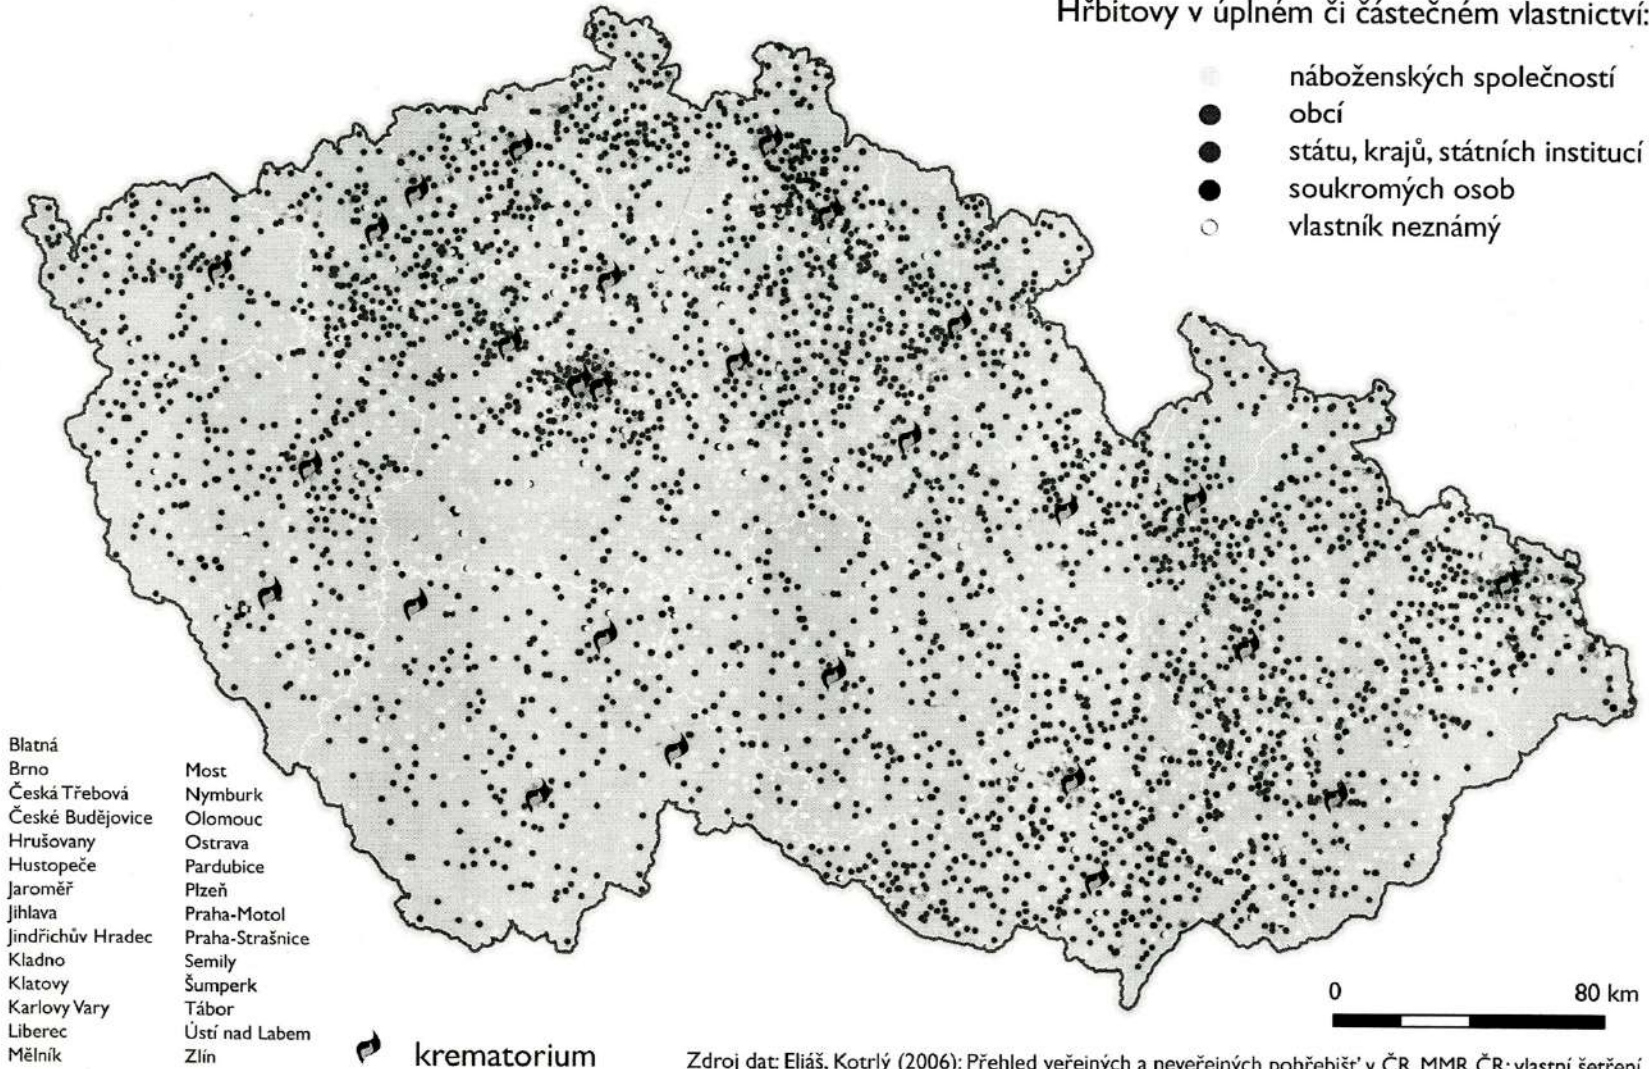 Hřbitovy v úplném či částečném vlastnictví:
náboženských společností
obcí
státu, krajů, státních institucí
soukromých osob
vlastník neznámý
Blatná
Brno
Česká Třebová
České Budějovice
Hrušovany
Hustopeče
Jaroměř
Jihlava
Jindřichův Hradec
Kladno
Klatovy
Karlovy Vary
Liberec
Mělník
Most
Nymburk
Olomouc
Ostrava
Pardubice
Plzeň
Praha-Motol
Praha-Strašnice
Semily
Šumperk
Tábor
Ústí nad Labem
Zlín
krematorium
0 80 km
Zdroj dat: Eliáš, Kotrlý (2006): Přehled veřejných a neveřejných pohřebišť v ČR, MMR ČR; vlastní šetření